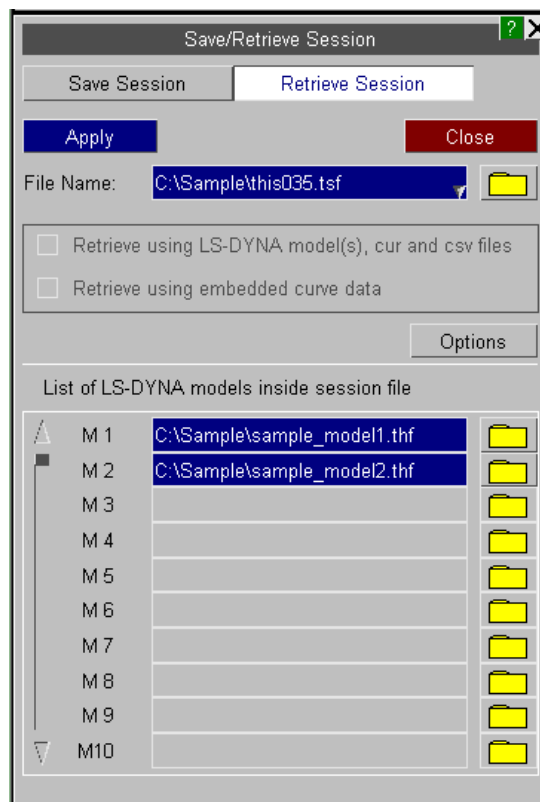 Save/Retrieve Session ? X
Save Session Retrieve Session
Apply Close
File Name: C:\Sample\this035.tsf
Retrieve using LS-DYNA model(s), cur and csv files
Retrieve using embedded curve data
Options
List of LS-DYNA models inside session file
M 1 C:\Sample\sample_model1.thf
M 2 C:\Sample\sample_model2.thf
M 3
M 4
M 5
M 6
M 7
M 8
M 9
M10